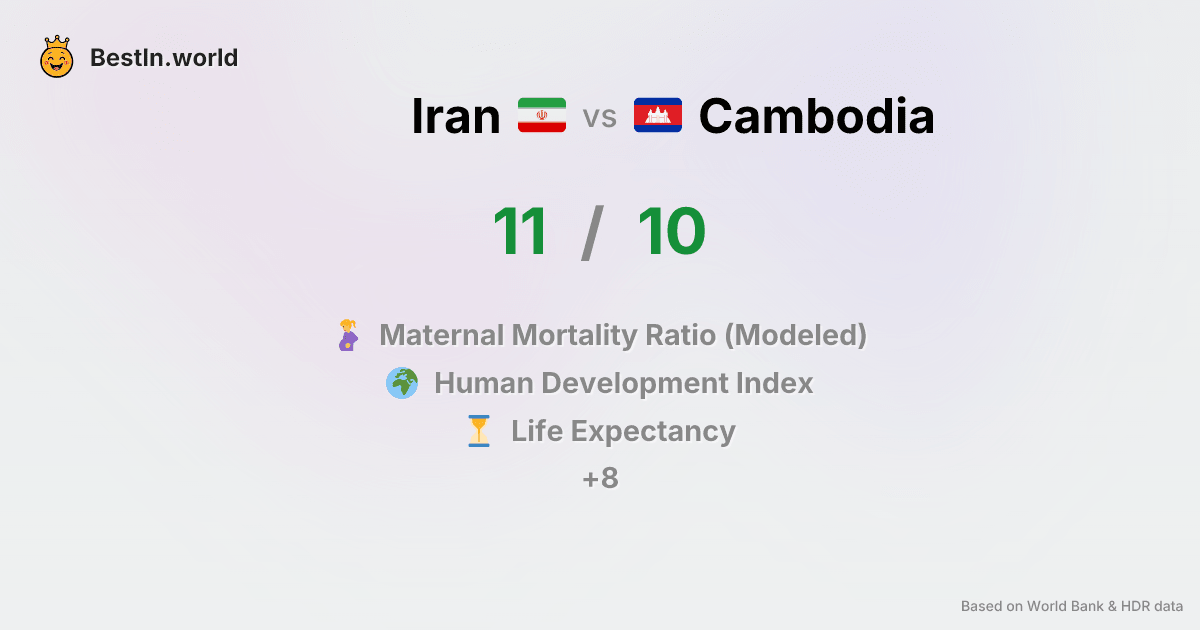 BestIn.world
Iran vs Cambodia
11 / 10
Maternal Mortality Ratio (Modeled)
Human Development Index
Life Expectancy
+8
Based on World Bank & HDR data